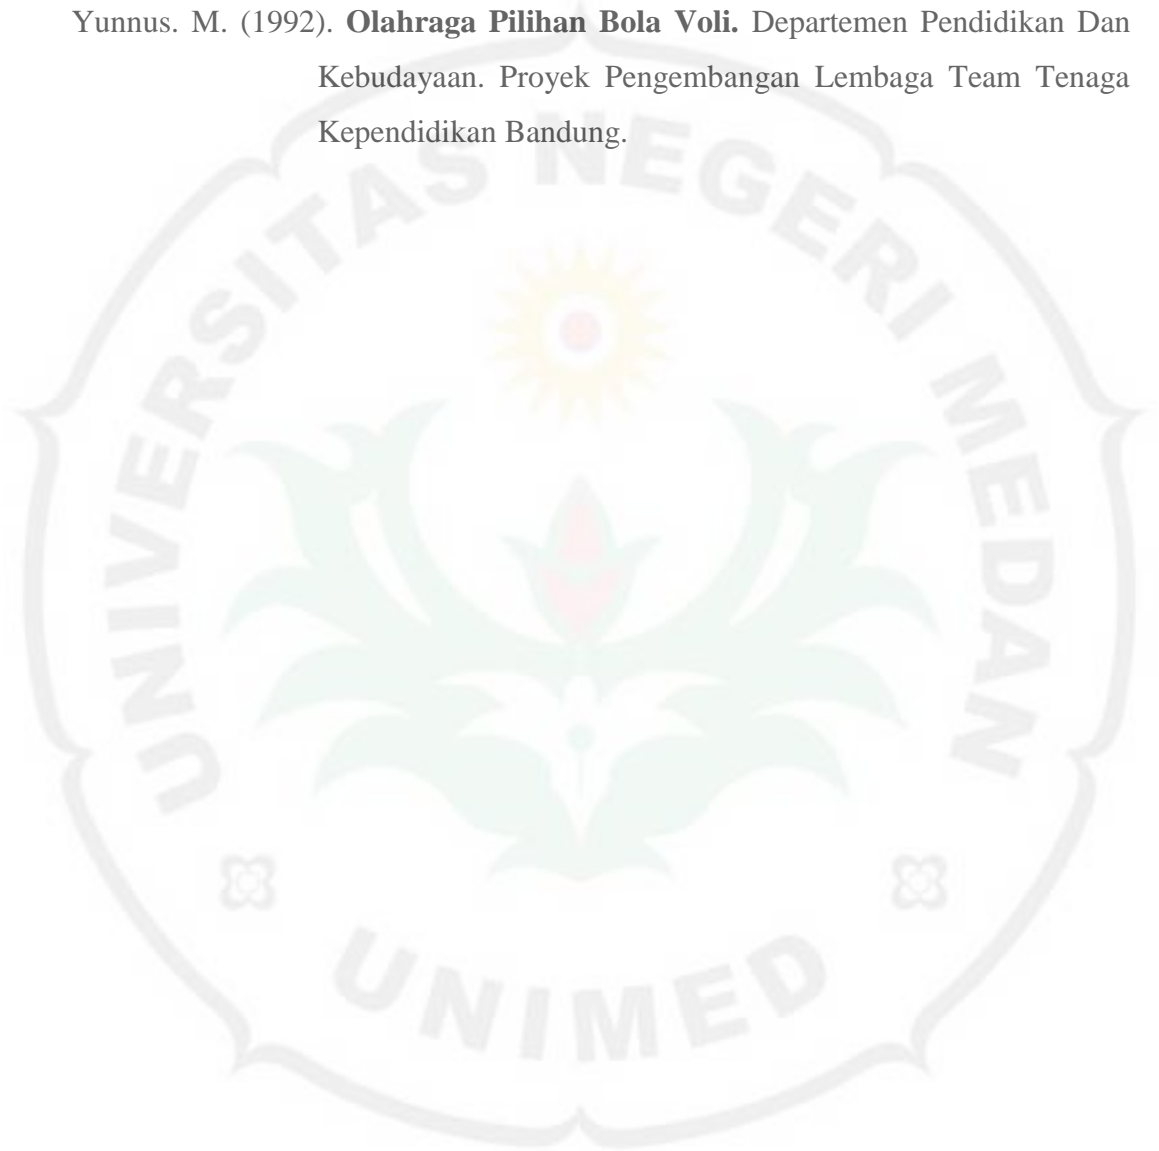 Yunnus. M. (1992). Olahraga Pilihan Bola Voli. Departemen Pendidikan Dan
Kebudayaan. Proyek Pengembangan Lembaga Team Tenaga
Kependidikan Bandung.
UNIVERSITAS NEGERI MEDAN
UNIMED